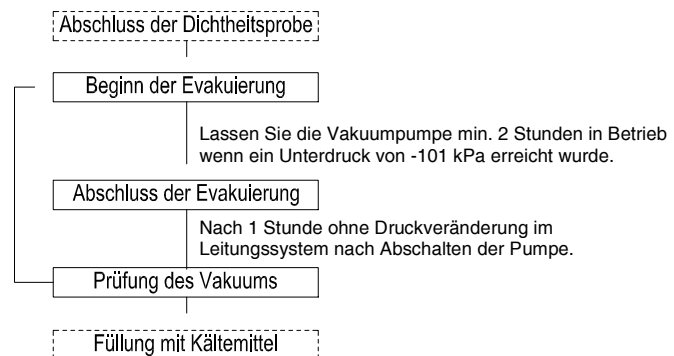 Abschluss der Dichtheitsprobe
Beginn der Evakuierung
Lassen Sie die Vakuumpumpe min. 2 Stunden in Betrieb
wenn ein Unterdruck von -101 kPa erreicht wurde.
Abschluss der Evakuierung
Nach 1 Stunde ohne Druckveränderung im
Leitungssystem nach Abschalten der Pumpe.
Prüfung des Vakuums
Füllung mit Kältemittel